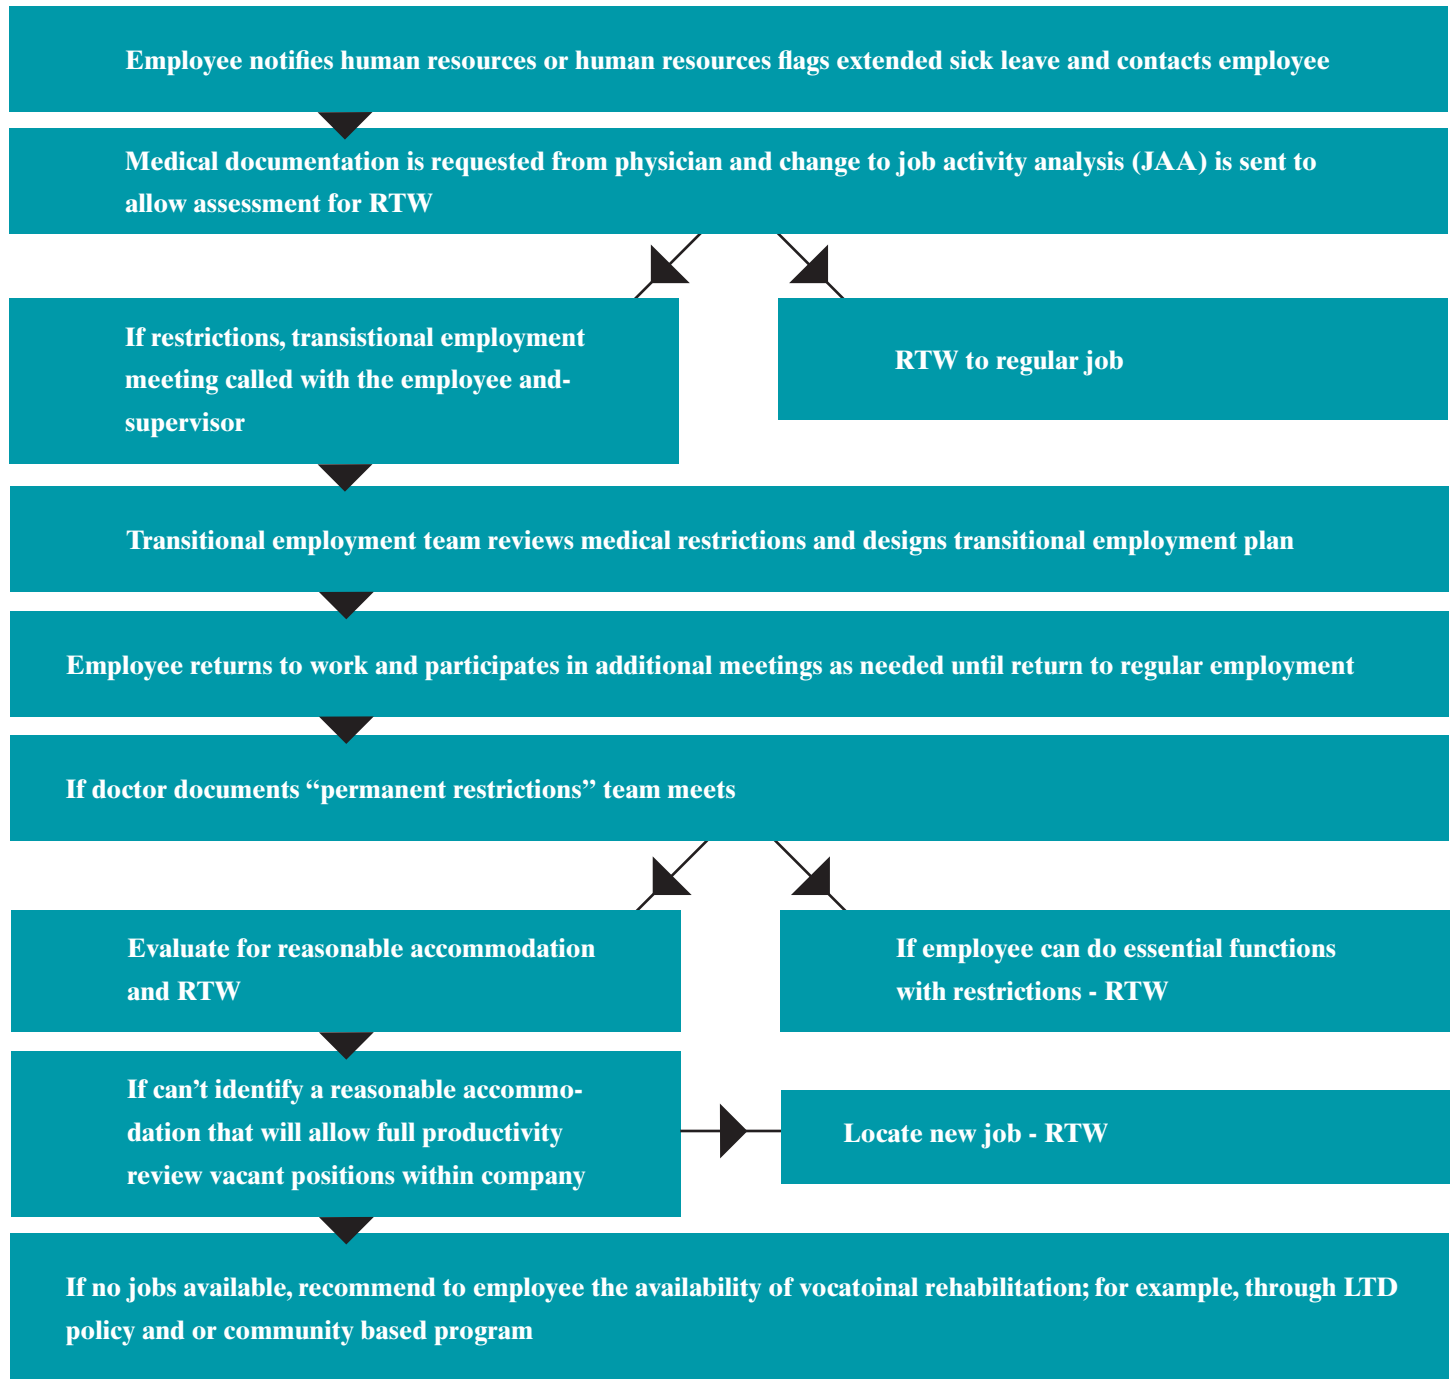 Employee notifies human resources or human resources flags extended sick leave and contacts employee
Medical documentation is requested from physician and change to job activity analysis (JAA) is sent to
allow assessment for RTW
If restrictions, transistional employment
meeting called with the employee and-
supervisor
RTW to regular job
Transitional employment team reviews medical restrictions and designs transitional employment plan
Employee returns to work and participates in additional meetings as needed until return to regular employment
If doctor documents “permanent restrictions” team meets
Evaluate for reasonable accommodation
and RTW
If employee can do essential functions
with restrictions - RTW
If can’t identify a reasonable accommo-
dation that will allow full productivity
review vacant positions within company
Locate new job - RTW
If no jobs available, recommend to employee the availability of vocatoinal rehabilitation; for example, through LTD
policy and or community based program